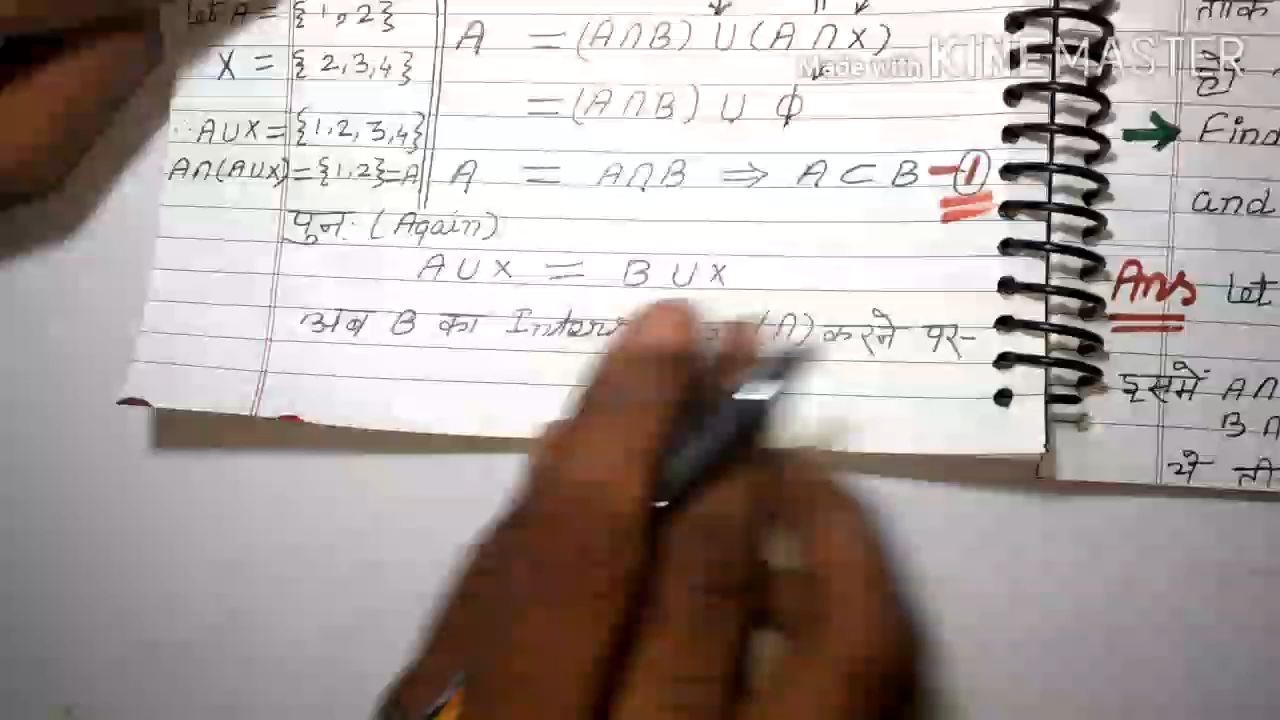 let A = {1, 2}
X = {2, 3, 4}
∴ A∪X = {1, 2, 3, 4}
A∩(A∪X) = {1, 2} = A
A = (A∩B) ∪ (A∩X)
= (A∩B) ∪ ϕ
A = A∩B ⇒ A⊂B - 1
पुनः (Again)
A∪X = B∪X
अब B का (∩) करने पर-
Made with KINEMASTER
→ Find
and
Ans Let
इसमें A∩
B∩
ये